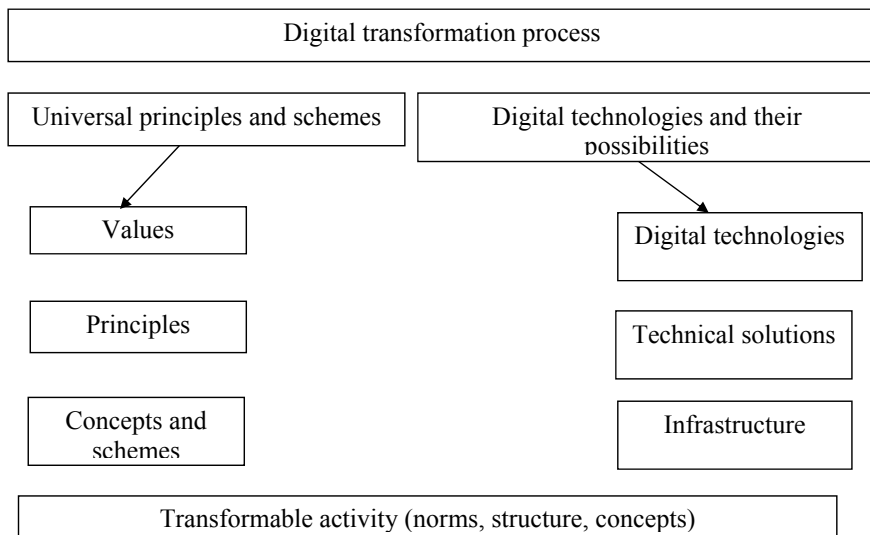 Digital transformation process
Universal principles and schemes
Digital technologies and their
possibilities
Values
Digital technologies
Principles
Technical solutions
Concepts and
schemes
Infrastructure
Transformable activity (norms, structure, concepts)